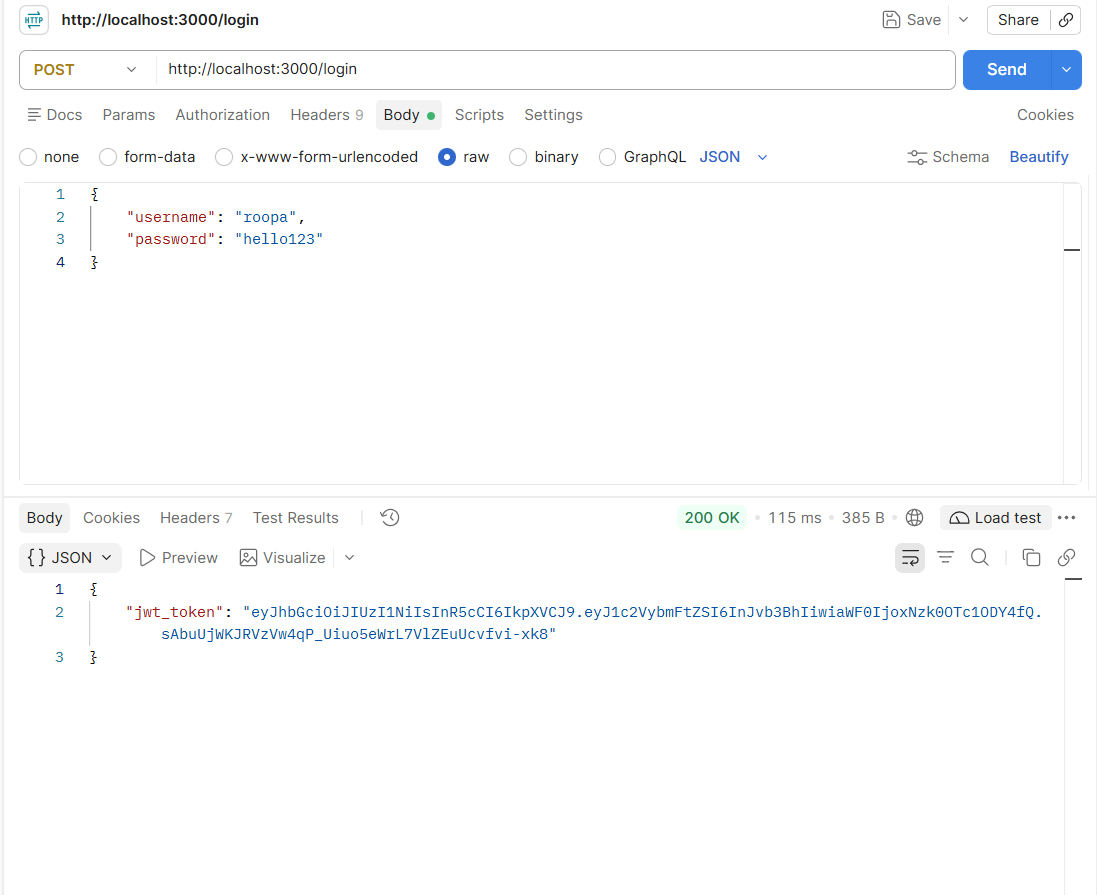 HTTP http://localhost:3000/login Save Share
POST http://localhost:3000/login Send
Docs Params Authorization Headers 9 Body Scripts Settings Cookies
none form-data x-www-form-urlencoded raw binary GraphQL JSON Schema Beautify
1 {
2 "username": "roopa",
3 "password": "hello123"
4 }
Body Cookies Headers 7 Test Results 200 OK • 115 ms • 385 B • Load test •••
{} JSON Preview Visualize
1 {
2 "jwt_token": "eyJhbGciOiJIUzI1NiIsInR5cCI6IkpXVCJ9.eyJ1c2VybmFtZSI6InJvb3BhIiwiaWF0IjoxNzk0OTc1ODY4fQ.
sAbuUjWKJRVzVw4qP_Uiuo5eWrL7VlZEuUcvfvi-xk8"
3 }